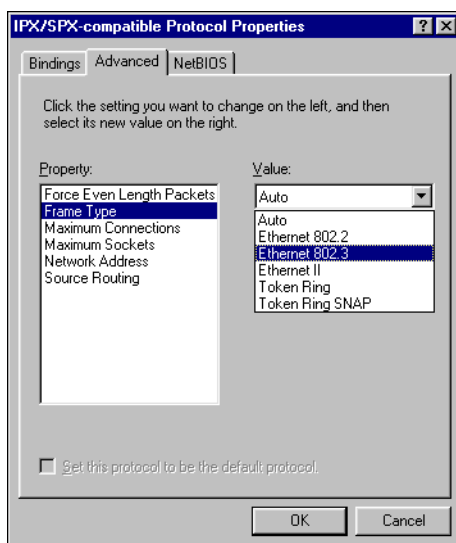 IPX/SPX-compatible Protocol Properties
Bindings Advanced NetBIOS
Click the setting you want to change on the left, and then
select its new value on the right.
Property:
Force Even Length Packets
Frame Type
Maximum Connections
Maximum Sockets
Network Address
Source Routing
Value:
Auto
Auto
Ethernet 802.2
Ethernet 802.3
Ethernet II
Token Ring
Token Ring SNAP
Set this protocol to be the default protocol.
OK Cancel